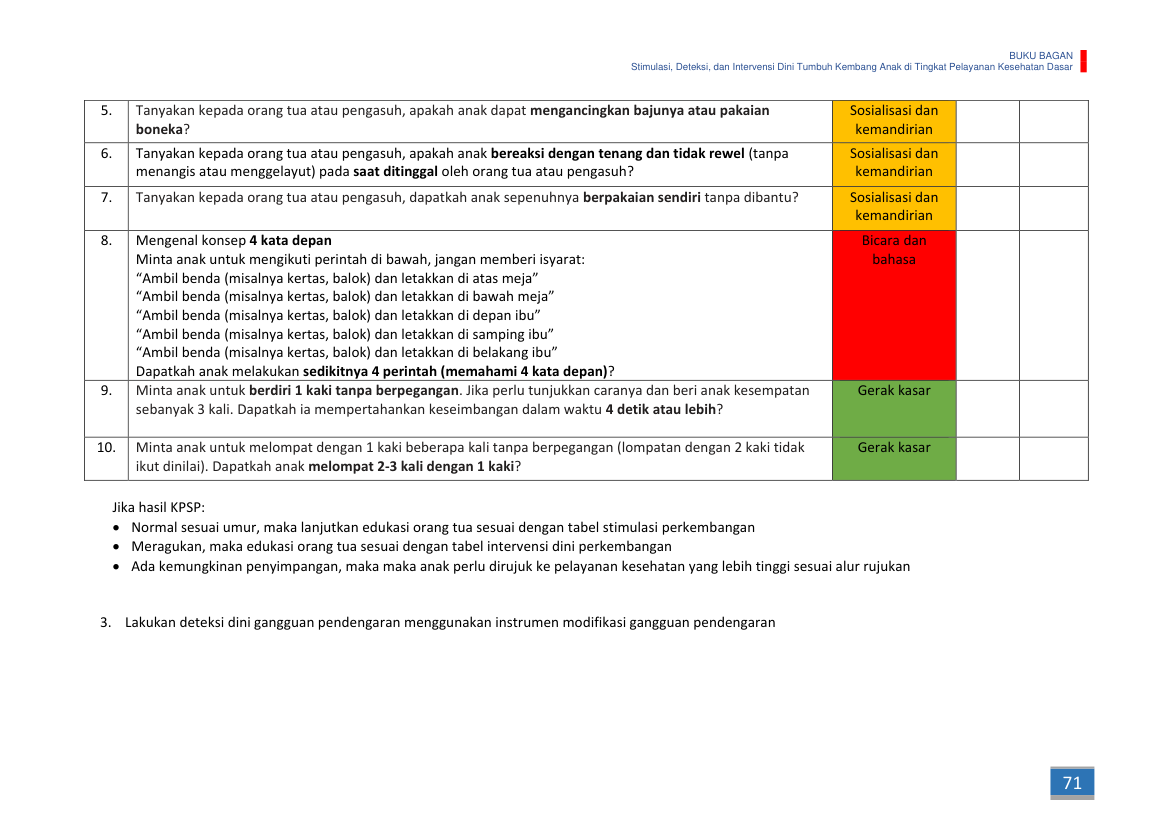 BUKU BAGAN
Stimulasi, Deteksi, dan Intervensi Dini Tumbuh Kembang Anak di Tingkat Pelayanan Kesehatan Dasar
5. Tanyakan kepada orang tua atau pengasuh, apakah anak dapat mengancingkan bajunya atau pakaian
boneka?
Sosialisasi dan
kemandirian
6. Tanyakan kepada orang tua atau pengasuh, apakah anak bereaksi dengan tenang dan tidak rewel (tanpa
menangis atau menggelayut) pada saat ditinggal oleh orang tua atau pengasuh?
Sosialisasi dan
kemandirian
7. Tanyakan kepada orang tua atau pengasuh, dapatkah anak sepenuhnya berpakaian sendiri tanpa dibantu?
Sosialisasi dan
kemandirian
8. Mengenal konsep 4 kata depan
Minta anak untuk mengikuti perintah di bawah, jangan memberi isyarat:
“Ambil benda (misalnya kertas, balok) dan letakkan di atas meja”
“Ambil benda (misalnya kertas, balok) dan letakkan di bawah meja”
“Ambil benda (misalnya kertas, balok) dan letakkan di depan ibu”
“Ambil benda (misalnya kertas, balok) dan letakkan di samping ibu”
“Ambil benda (misalnya kertas, balok) dan letakkan di belakang ibu”
Dapatkah anak melakukan sedikitnya 4 perintah (memahami 4 kata depan)?
Bicara dan
bahasa
9. Minta anak untuk berdiri 1 kaki tanpa berpegangan. Jika perlu tunjukkan caranya dan beri anak kesempatan
sebanyak 3 kali. Dapatkah ia mempertahankan keseimbangan dalam waktu 4 detik atau lebih?
Gerak kasar
10. Minta anak untuk melompat dengan 1 kaki beberapa kali tanpa berpegangan (lompatan dengan 2 kaki tidak
ikut dinilai). Dapatkah anak melompat 2-3 kali dengan 1 kaki?
Gerak kasar
Jika hasil KPSP:
• Normal sesuai umur, maka lanjutkan edukasi orang tua sesuai dengan tabel stimulasi perkembangan
• Meragukan, maka edukasi orang tua sesuai dengan tabel intervensi dini perkembangan
• Ada kemungkinan penyimpangan, maka maka anak perlu dirujuk ke pelayanan kesehatan yang lebih tinggi sesuai alur rujukan
3. Lakukan deteksi dini gangguan pendengaran menggunakan instrumen modifikasi gangguan pendengaran
71